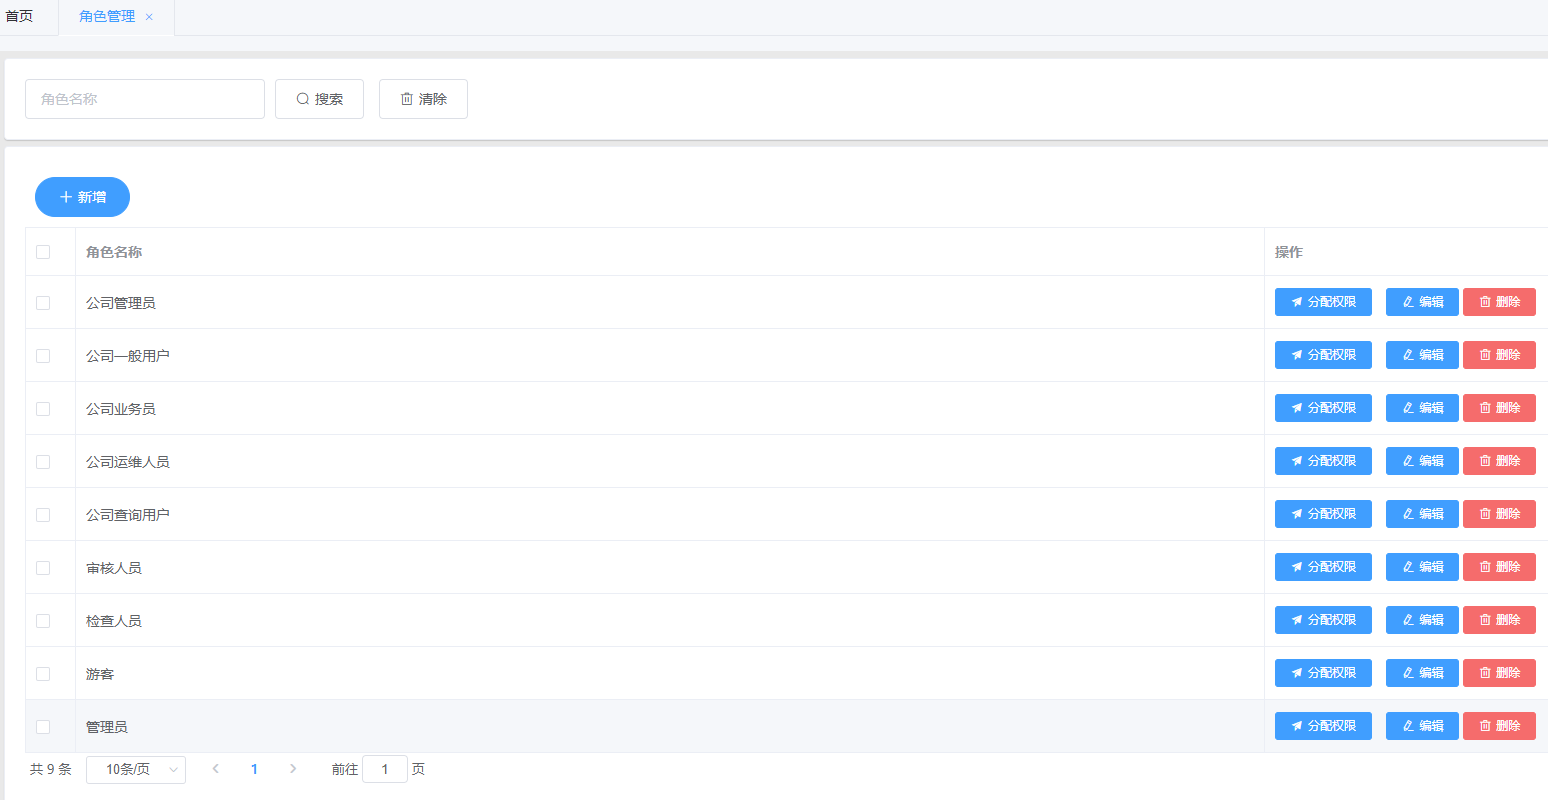 首页 角色管理 ×
角色名称 搜索 清除
+ 新增
角色名称 操作
公司管理员 分配权限 编辑 删除
公司一般用户 分配权限 编辑 删除
公司业务员 分配权限 编辑 删除
公司运维人员 分配权限 编辑 删除
公司查询用户 分配权限 编辑 删除
审核人员 分配权限 编辑 删除
检查人员 分配权限 编辑 删除
游客 分配权限 编辑 删除
管理员 分配权限 编辑 删除
共 9 条 10条/页 < 1 > 前往 1 页